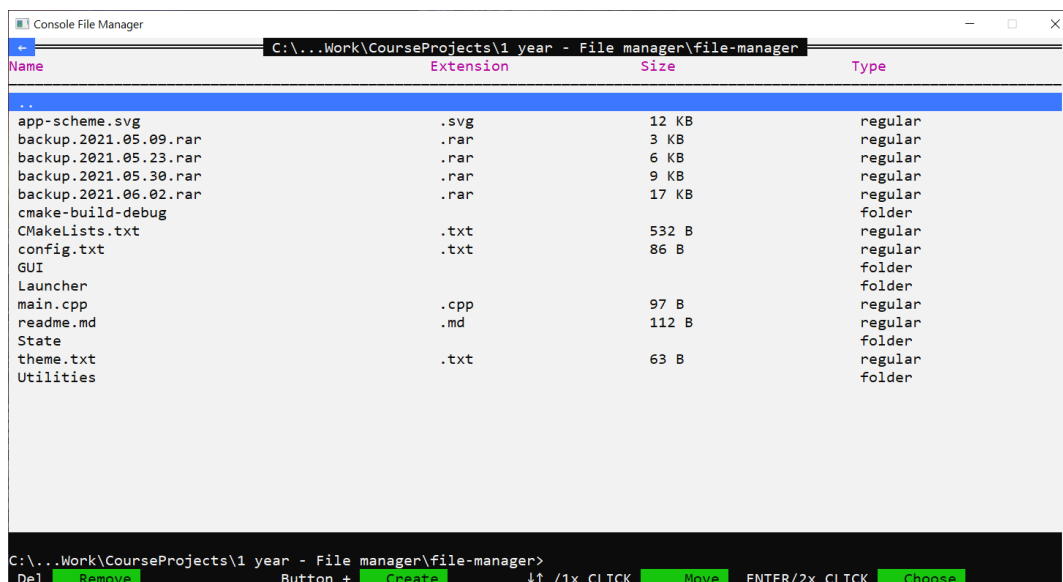 Console File Manager
← C:\...Work\CourseProjects\1 year - File manager\file-manager
Name Extension Size Type
..
app-scheme.svg .svg 12 KB regular
backup.2021.05.09.rar .rar 3 KB regular
backup.2021.05.23.rar .rar 6 KB regular
backup.2021.05.30.rar .rar 9 KB regular
backup.2021.06.02.rar .rar 17 KB regular
cmake-build-debug folder
CMakeLists.txt .txt 532 B regular
config.txt .txt 86 B regular
GUI folder
Launcher folder
main.cpp .cpp 97 B regular
readme.md .md 112 B regular
State folder
theme.txt .txt 63 B regular
Utilities folder
C:\...Work\CourseProjects\1 year - File manager\file-manager>
Del Remove Button + Create ↓↑ /1x CLICK Move ENTER/2x CLICK Choose